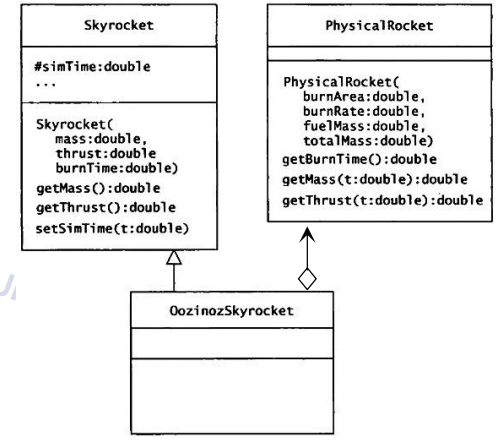 Skyrocket
#simTime:double
...
Skyrocket(
mass:double,
thrust:double
burnTime:double)
getMass():double
getThrust():double
setSimTime(t:double)
PhysicalRocket
PhysicalRocket(
burnArea:double,
burnRate:double,
fuelMass:double,
totalMass:double)
getBurnTime():double
getMass(t:double):double
getThrust(t:double):double
OozinozSkyrocket